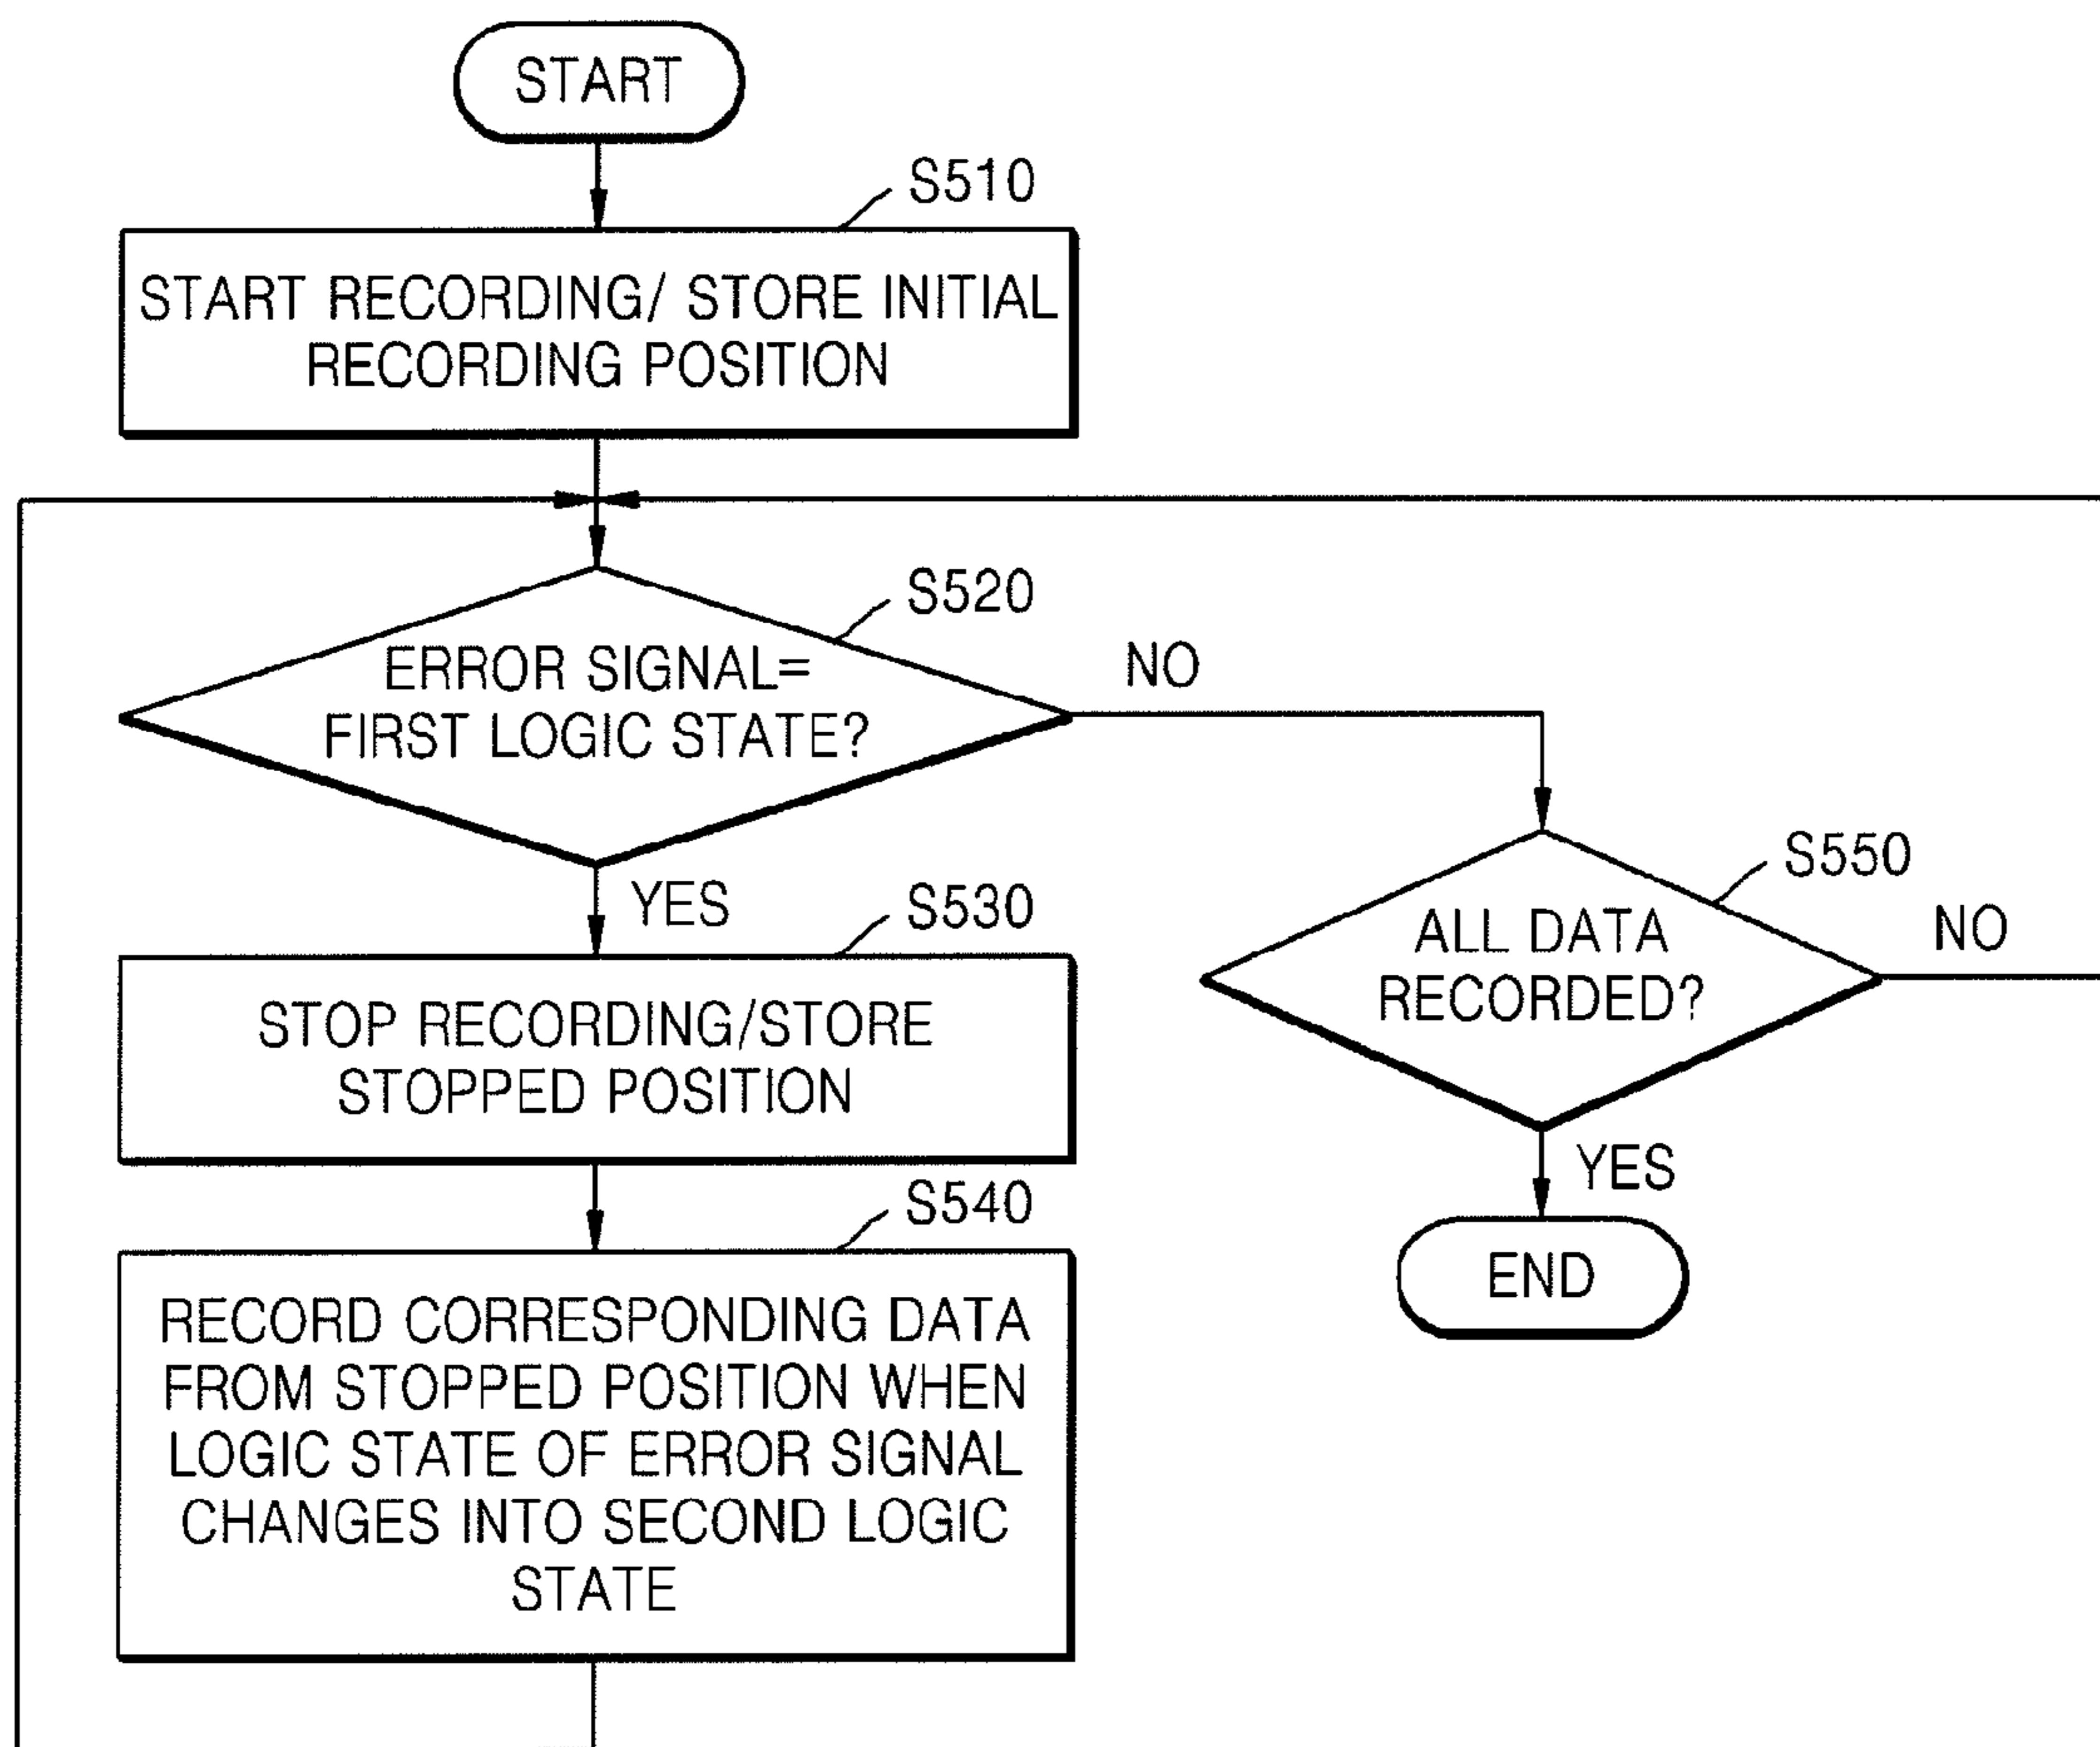 START
S510
START RECORDING/ STORE INITIAL
RECORDING POSITION
S520
ERROR SIGNAL=
FIRST LOGIC STATE?
NO
YES
S530
STOP RECORDING/STORE
STOPPED POSITION
S540
RECORD CORRESPONDING DATA
FROM STOPPED POSITION WHEN
LOGIC STATE OF ERROR SIGNAL
CHANGES INTO SECOND LOGIC
STATE
S550
ALL DATA
RECORDED?
NO
YES
END